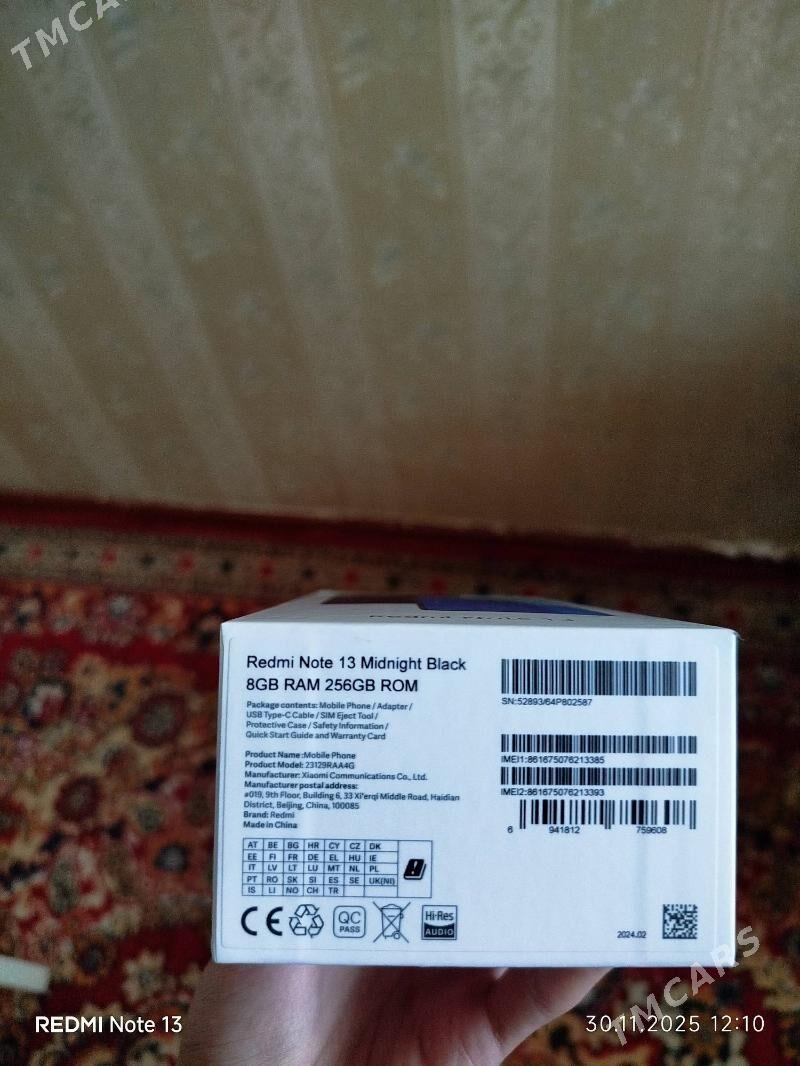 TMCARS
Redmi Note 13
Redmi Note 13 Midnight Black
8GB RAM 256GB ROM
Package contents: Mobile Phone / Adapter /
USB Type-C Cable / SIM Eject Tool /
Protective Case / Safety Information /
Quick Start Guide and Warranty Card
Product Name :Mobile Phone
Product Model: 23129RAA4G
Manufacturer: Xiaomi Communications Co., Ltd.
Manufacturer postal address:
#019, 9th Floor, Building 6, 33 Xi'erqi Middle Road, Haidian
District, Beijing, China, 100085
Brand: Redmi
Made in China
SN:52893/64P802587
IMEI1:861675076213385
IMEI2:861675076213393
6 941812 759608
AT BE BG HR CY CZ DK
EE FI FR DE EL HU IE
IT LV LT LU MT NL PL
PT RO SK SI ES SE UK(NI)
IS LI NO CH TR
CE
QC
PASS
Hi-Res
AUDIO
2024.02
TMCARS
REDMI Note 13
30.11.2025 12:10